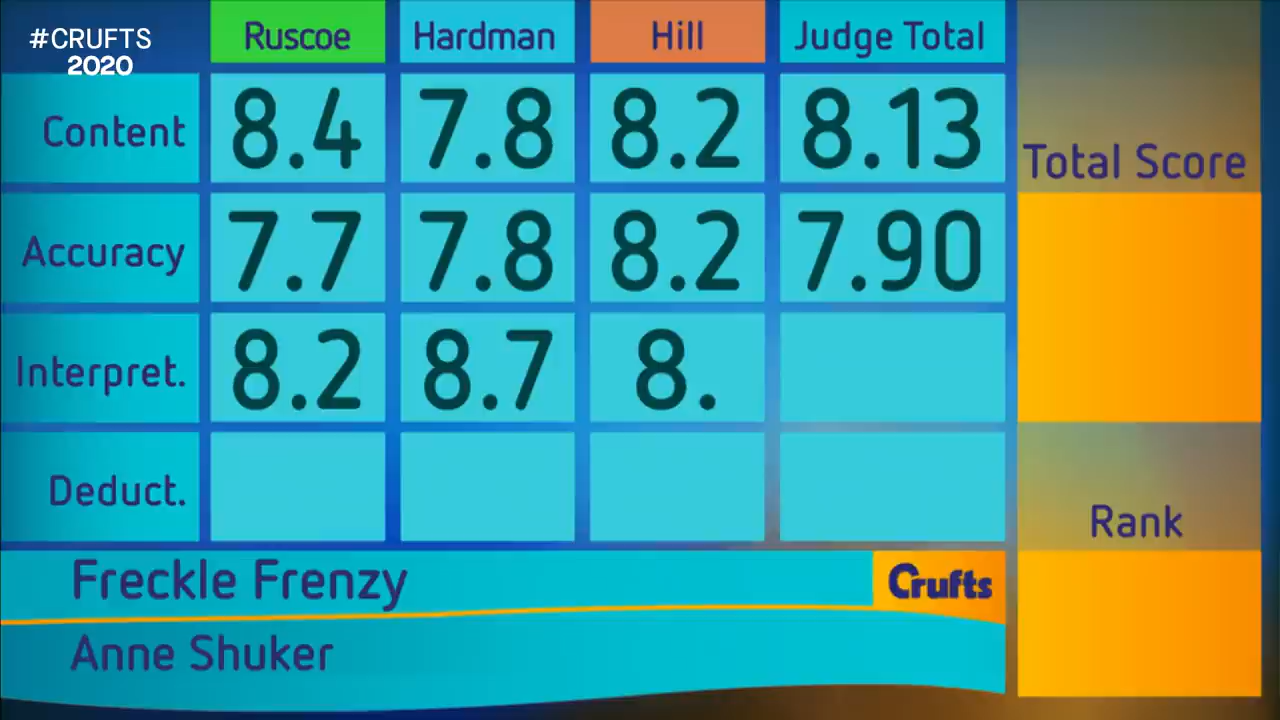 #CRUFTS
2020
Ruscoe Hardman Hill Judge Total
Content 8.4 7.8 8.2 8.13
Total Score
Accuracy 7.7 7.8 8.2 7.90
Interpret. 8.2 8.7 8.
Deduct.
Rank
Freckle Frenzy
Crufts
Anne Shuker